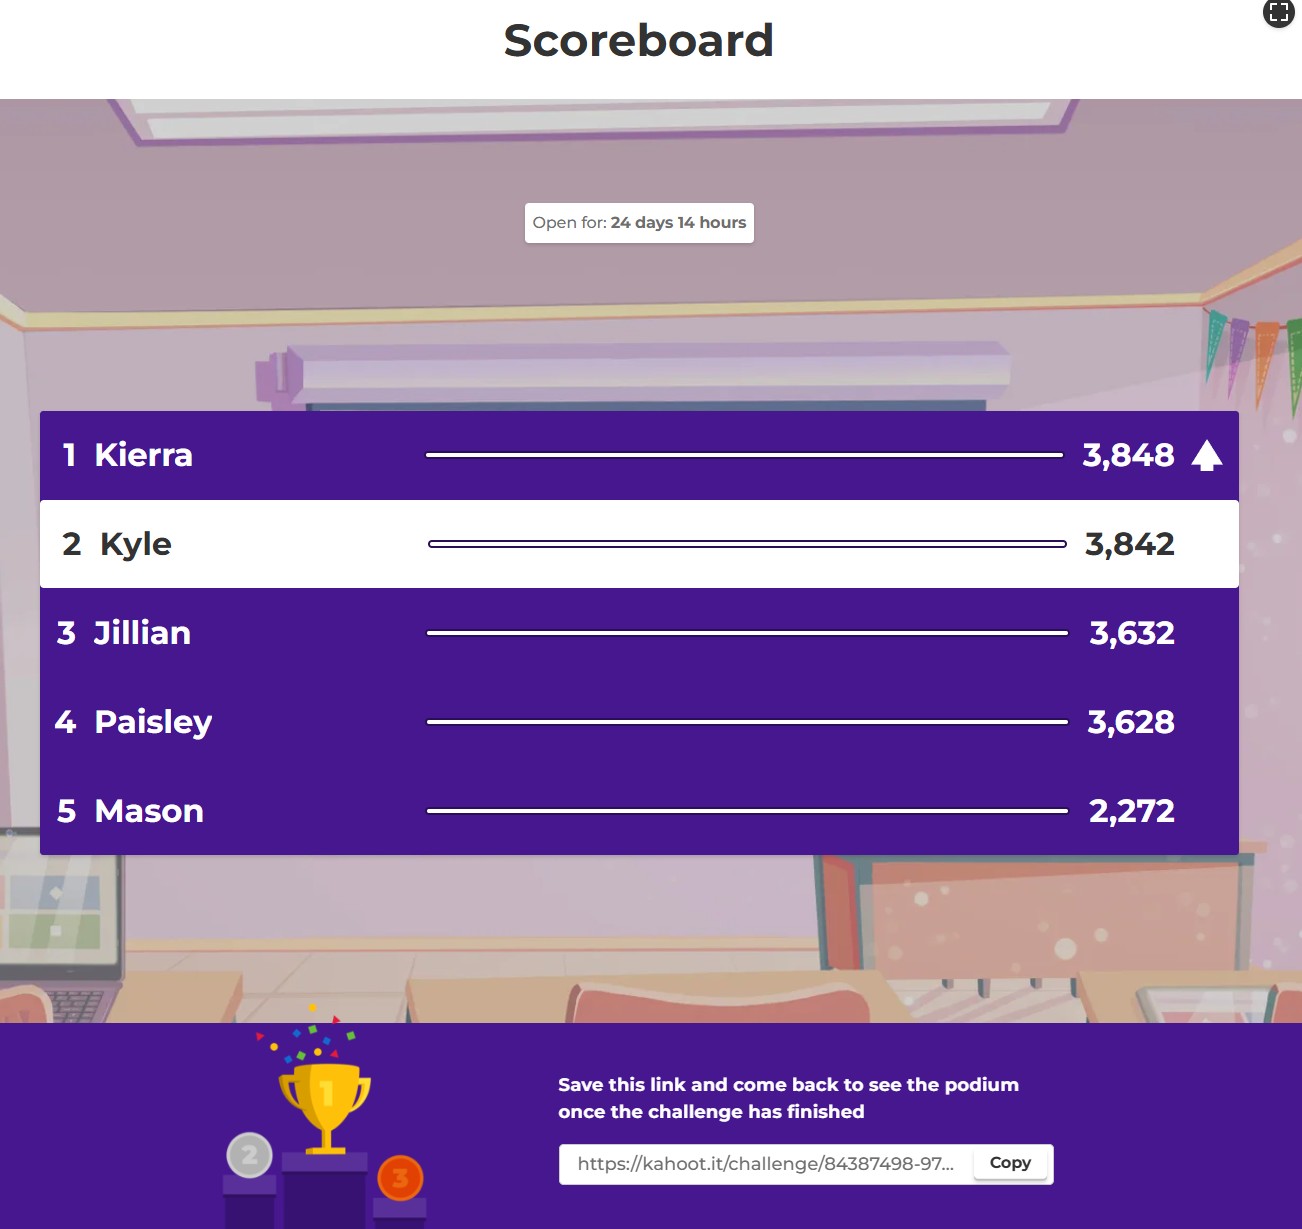 Scoreboard
Open for: 24 days 14 hours
1 Kierra 3,848
2 Kyle 3,842
3 Jillian 3,632
4 Paisley 3,628
5 Mason 2,272
1
2
3
Save this link and come back to see the podium
once the challenge has finished
https://kahoot.it/challenge/84387498-97... Copy